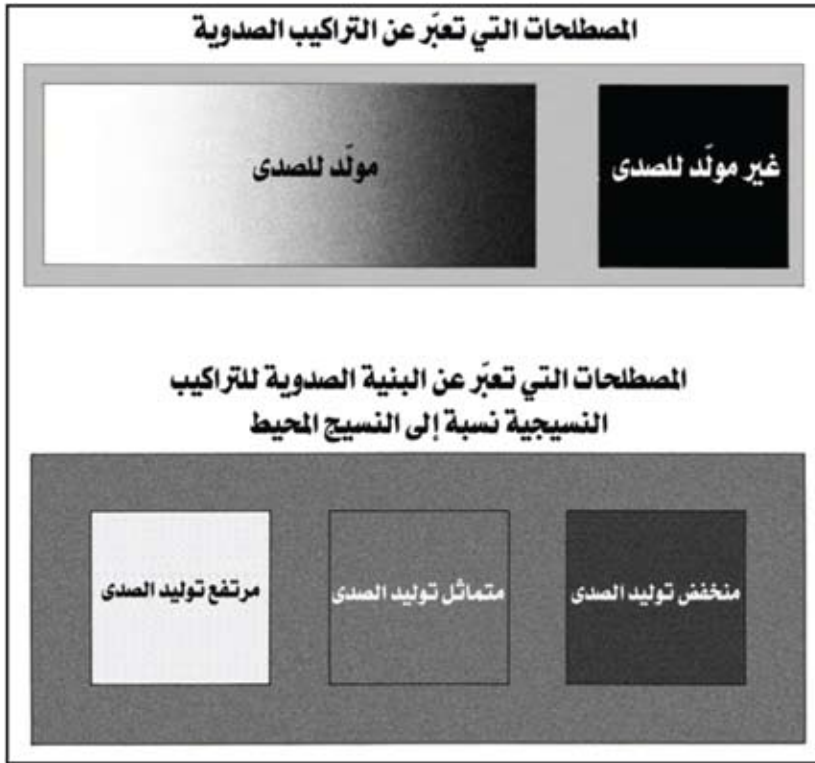 المصطلحات التي تعبّر عن التراكيب الصدوية
غير مولّد للصدى
مولّد للصدى
المصطلحات التي تعبّر عن البنية الصدوية للتراكيب
النسيجية نسبة إلى النسيج المحيط
منخفض توليد الصدى
متماثل توليد الصدى
مرتفع توليد الصدى